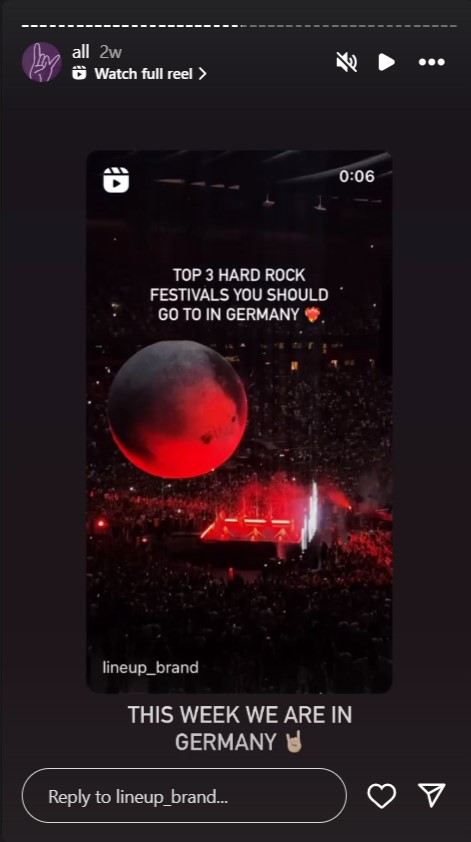 all 2w
Watch full reel
0:06
TOP 3 HARD ROCK
FESTIVALS YOU SHOULD
GO TO IN GERMANY ❤️‍🔥
lineup_brand
THIS WEEK WE ARE IN
GERMANY 🤘🏼
Reply to lineup_brand...